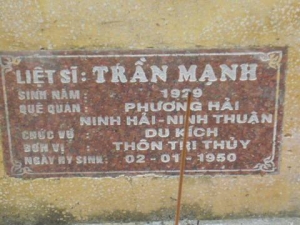 LIỆT SĨ: TRẦN MẠNH
SINH NĂM : 1929
QUÊ QUÁN : PHƯƠNG HẢI
NINH HẢI-NINH THUẬN
CHỨC VỤ : DU KÍCH
ĐƠN VỊ : THÔN TRI THỦY
NGÀY HY SINH: 02-01-1950